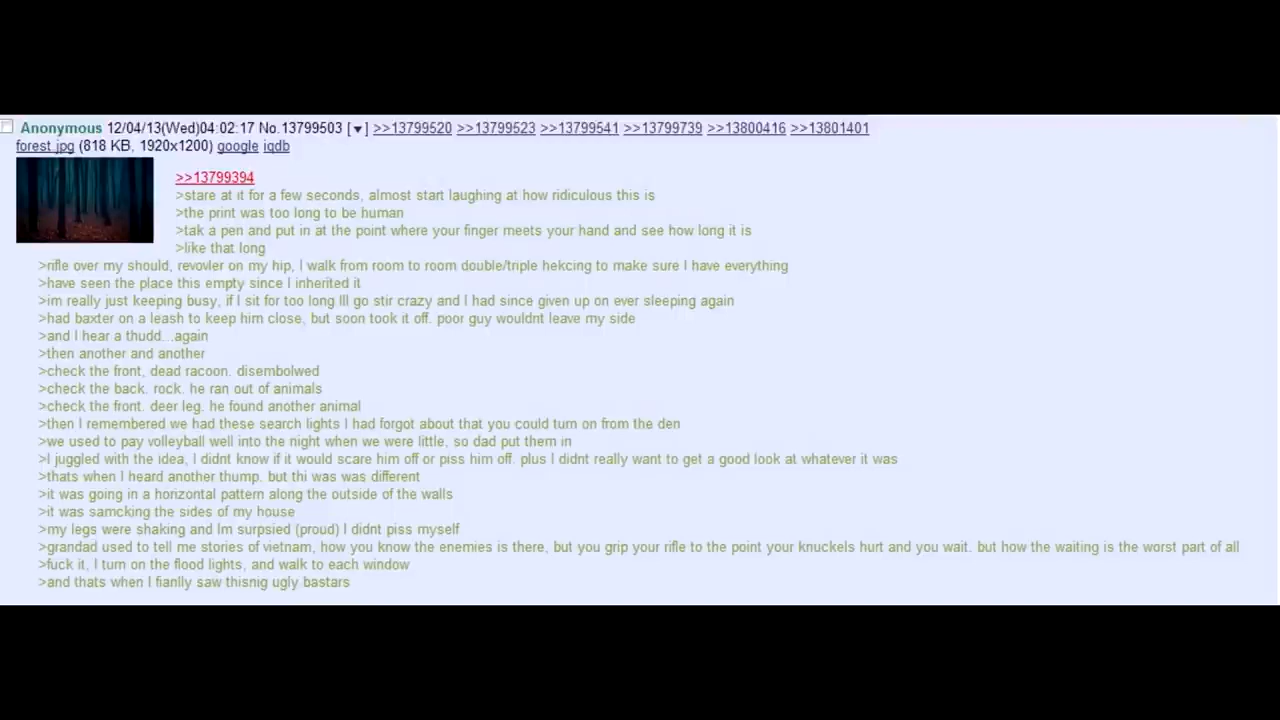 Anonymous 12/04/13(Wed)04:02:17 No.13799503 [▼] >>13799520 >>13799523 >>13799541 >>13799739 >>13800416 >>13801401
forest.jpg (818 KB, 1920x1200) google iqdb
>>13799394
>stare at it for a few seconds, almost start laughing at how ridiculous this is
>the print was too long to be human
>tak a pen and put in at the point where your finger meets your hand and see how long it is
>like that long
>rifle over my should, revovler on my hip, I walk from room to room double/triple hekcing to make sure I have everything
>have seen the place this empty since I inherited it
>im really just keeping busy, if I sit for too long Ill go stir crazy and I had since given up on ever sleeping again
>had baxter on a leash to keep him close, but soon took it off. poor guy wouldnt leave my side
>and I hear a thudd...again
>then another and another
>check the front, dead racoon. disembolwed
>check the back. rock. he ran out of animals
>check the front. deer leg. he found another animal
>then I remembered we had these search lights I had forgot about that you could turn on from the den
>we used to pay volleyball well into the night when we were little, so dad put them in
>I juggled with the idea, I didnt know if it would scare him off or piss him off. plus I didnt really want to get a good look at whatever it was
>thats when I heard another thump. but thi was was different
>it was going in a horizontal pattern along the outside of the walls
>it was samcking the sides of my house
>my legs were shaking and Im surpsied (proud) I didnt piss myself
>grandad used to tell me stories of vietnam, how you know the enemies is there, but you grip your rifle to the point your knuckels hurt and you wait. but how the waiting is the worst part of all
>fuck it, I turn on the flood lights, and walk to each window
>and thats when I fianlly saw thisnig ugly bastars